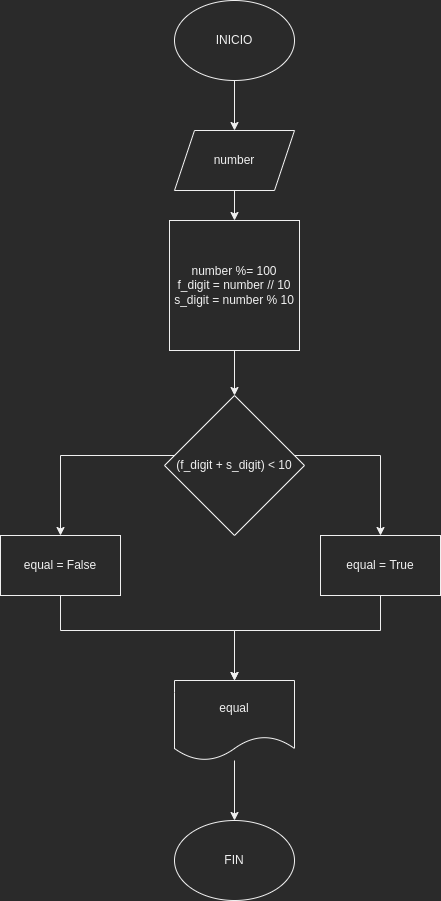 INICIO
number
number %= 100
f_digit = number // 10
s_digit = number % 10
(f_digit + s_digit) < 10
equal = False
equal = True
equal
FIN